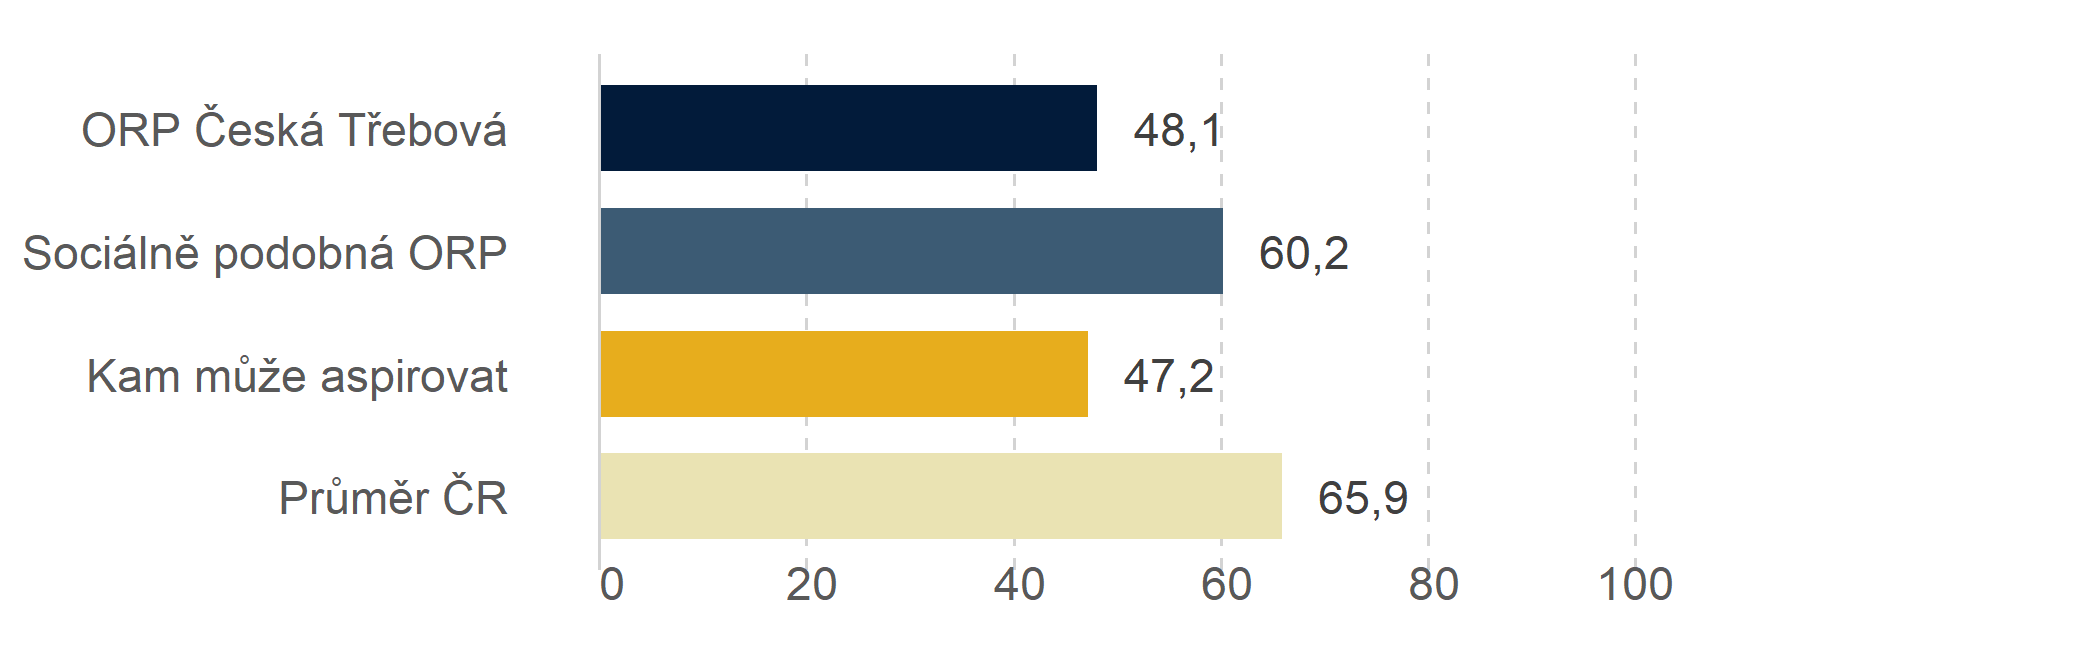 ORP Česká Třebová
48,1
Sociálně podobná ORP
60,2
Kam může aspirovat
47,2
Průměr ČR
65,9
0 20 40 60 80 100